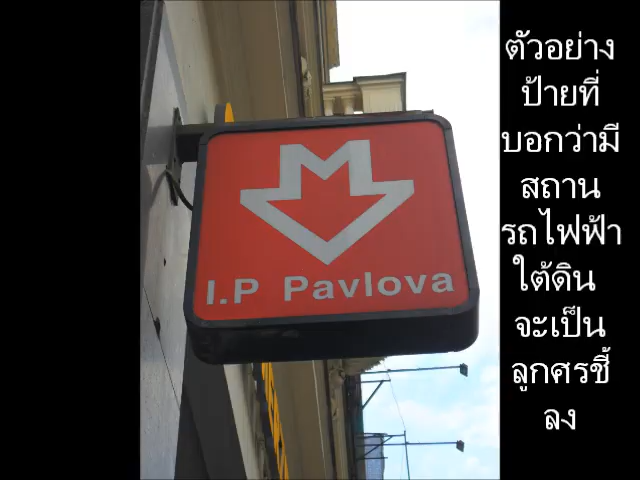 I.P Pavlova
ตัวอย่าง
ป้ายที่
บอกว่ามี
สถาน
รถไฟฟ้า
ใต้ดิน
จะเป็น
ลูกศรชี้
ลง